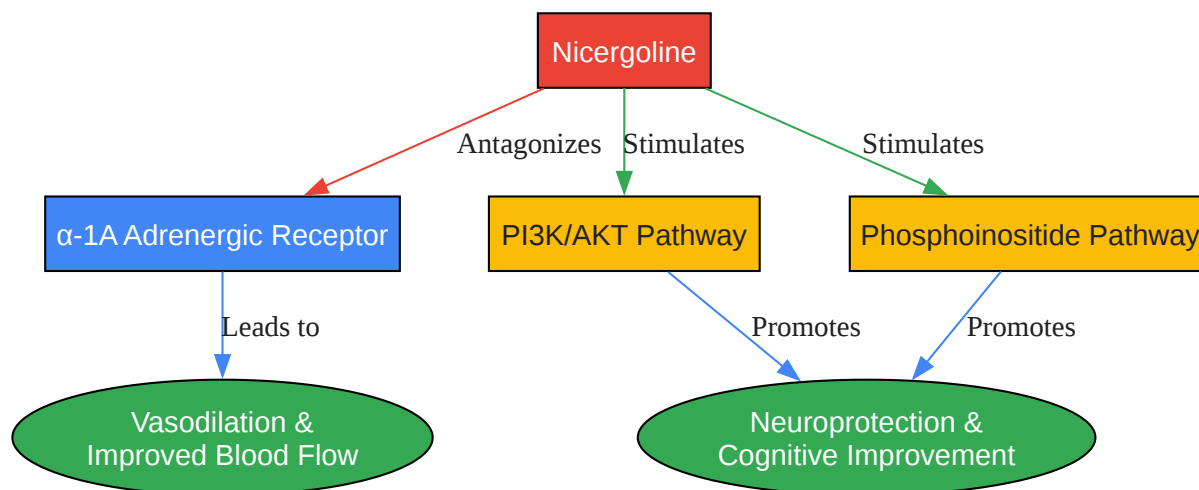 Nicergoline
Antagonizes
Stimulates
Stimulates
α-1A Adrenergic Receptor
PI3K/AKT Pathway
Phosphoinositide Pathway
Leads to
Promotes
Promotes
Vasodilation &
Improved Blood Flow
Neuroprotection &
Cognitive Improvement